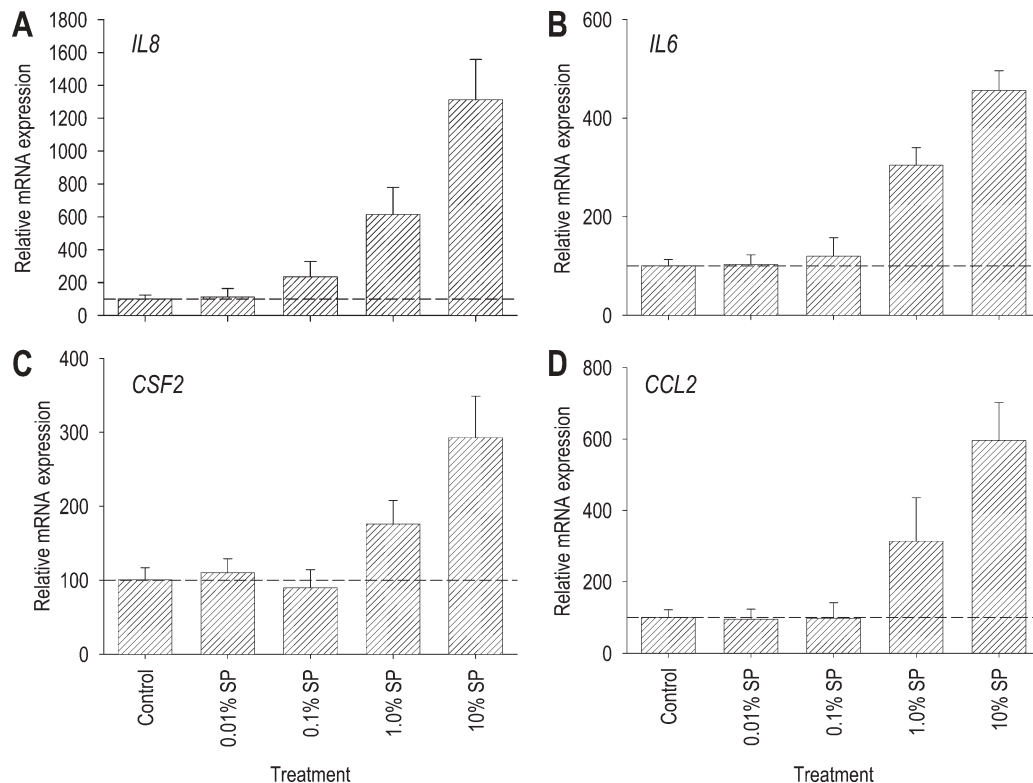 A
IL8
Relative mRNA expression
1800
1600
1400
1200
1000
800
600
400
200
100
0
B
IL6
Relative mRNA expression
600
400
200
100
0
C
CSF2
Relative mRNA expression
400
300
200
100
0
Control
0.01% SP
0.1% SP
1.0% SP
10% SP
Treatment
D
CCL2
Relative mRNA expression
800
600
400
200
100
0
Control
0.01% SP
0.1% SP
1.0% SP
10% SP
Treatment